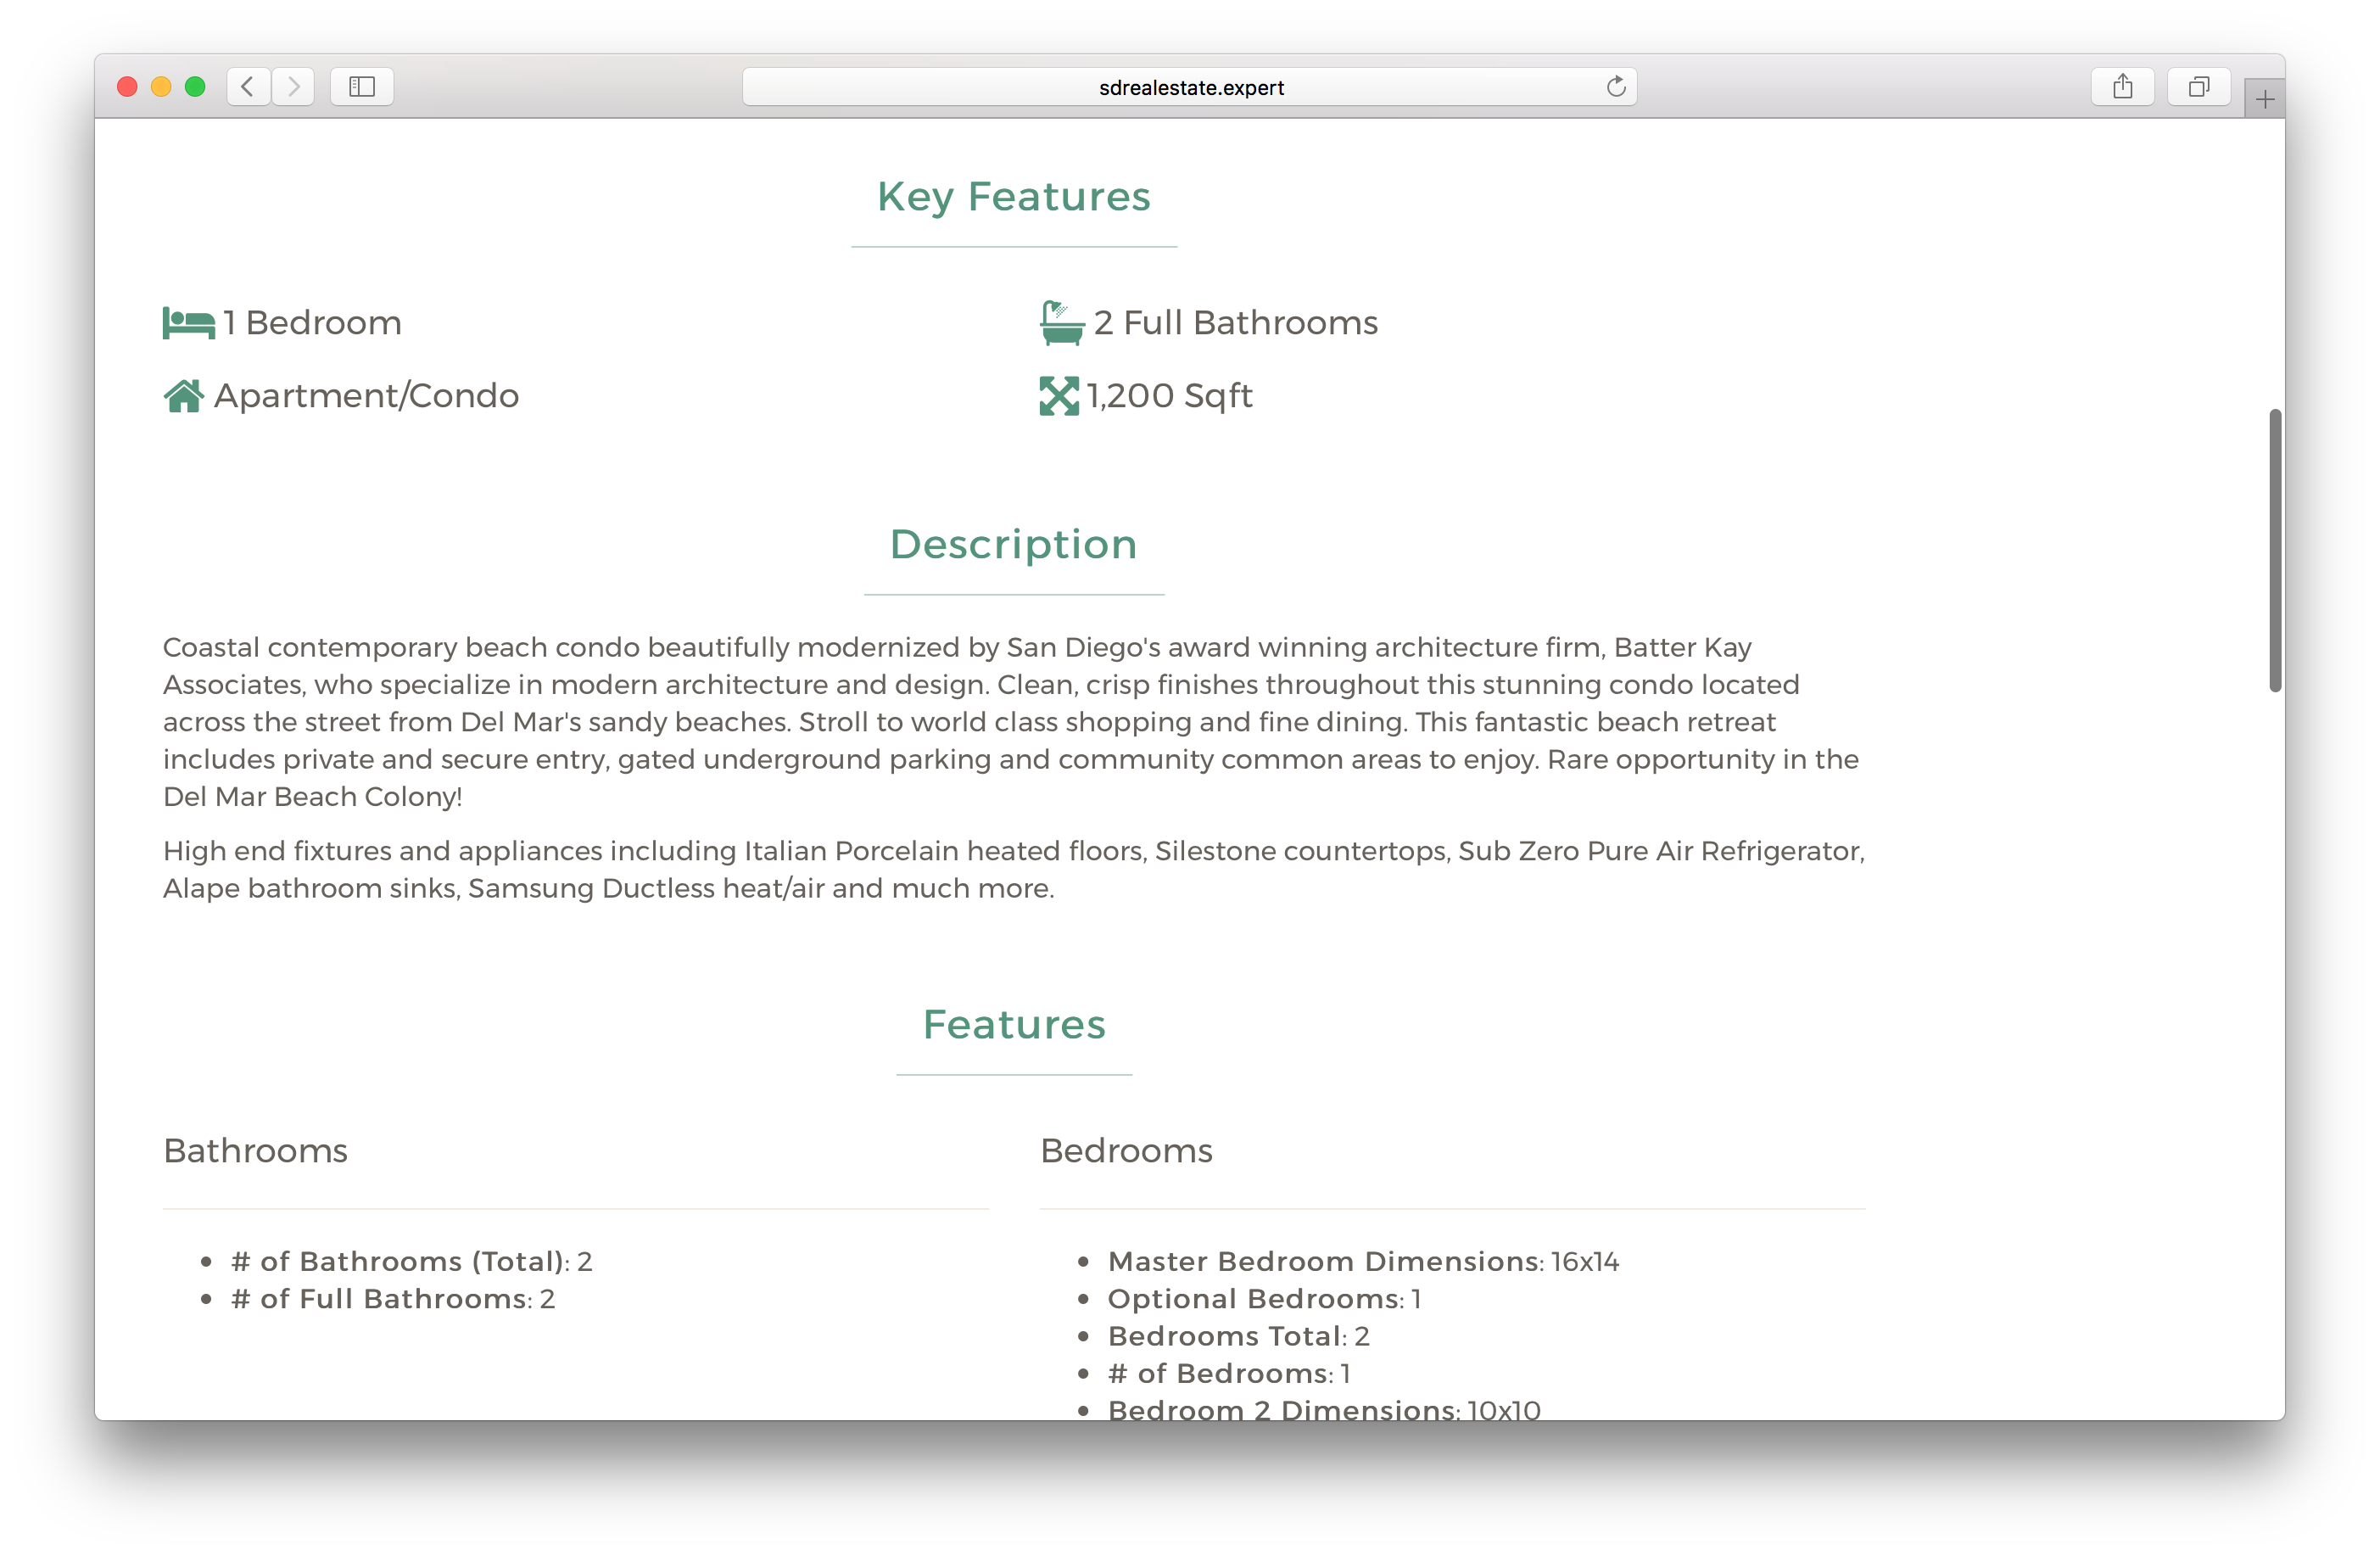 sdrealestate.expert
Key Features
1 Bedroom
2 Full Bathrooms
Apartment/Condo
1,200 Sqft
Description
Coastal contemporary beach condo beautifully modernized by San Diego's award winning architecture firm, Batter Kay
Associates, who specialize in modern architecture and design. Clean, crisp finishes throughout this stunning condo located
across the street from Del Mar's sandy beaches. Stroll to world class shopping and fine dining. This fantastic beach retreat
includes private and secure entry, gated underground parking and community common areas to enjoy. Rare opportunity in the
Del Mar Beach Colony!
High end fixtures and appliances including Italian Porcelain heated floors, Silestone countertops, Sub Zero Pure Air Refrigerator,
Alape bathroom sinks, Samsung Ductless heat/air and much more.
Features
Bathrooms
# of Bathrooms (Total): 2
# of Full Bathrooms: 2
Bedrooms
Master Bedroom Dimensions: 16x14
Optional Bedrooms: 1
Bedrooms Total: 2
# of Bedrooms: 1
Bedroom 2 Dimensions: 10x10